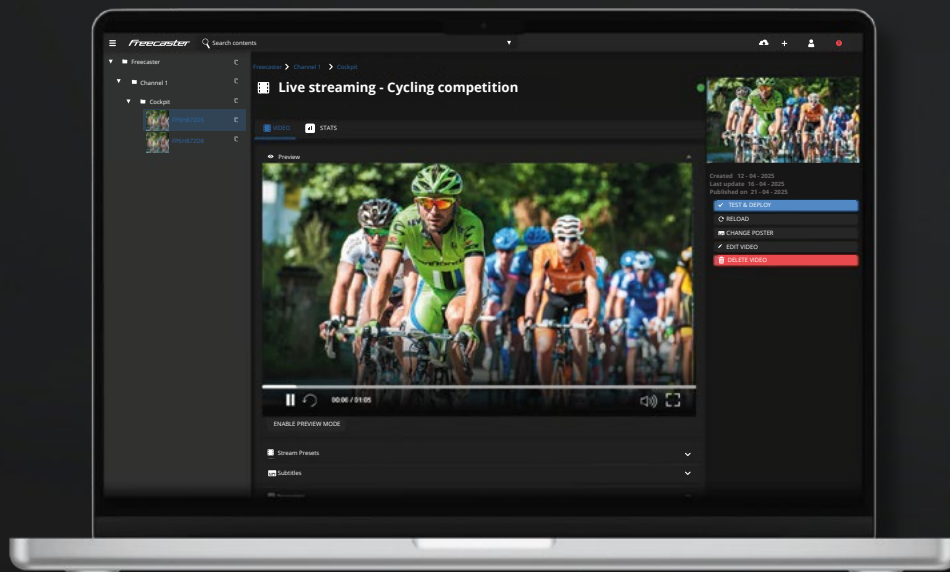 Freecaster
Search contents
Freecaster
Channel 1
Cockpit
Freecaster > Channel 1 > Cockpit
Live streaming - Cycling competition
VIDEO
STATS
Preview
cannondale
00:06 / 01:05
ENABLE PREVIEW MODE
Stream Presets
Subtitles
Created 12 - 04 - 2025
Last update 16 - 04 - 2025
Published on 21 - 04 - 2025
TEST & DEPLOY
RELOAD
CHANGE POSTER
EDIT VIDEO
DELETE VIDEO